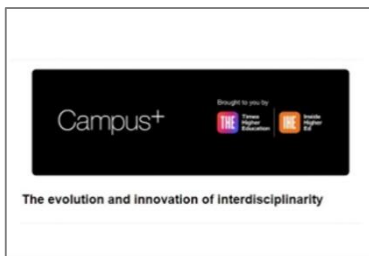 Campus+
Brought to you by
THE Times
Higher
Education
IHE Inside
Higher
Ed
The evolution and innovation of interdisciplinarity